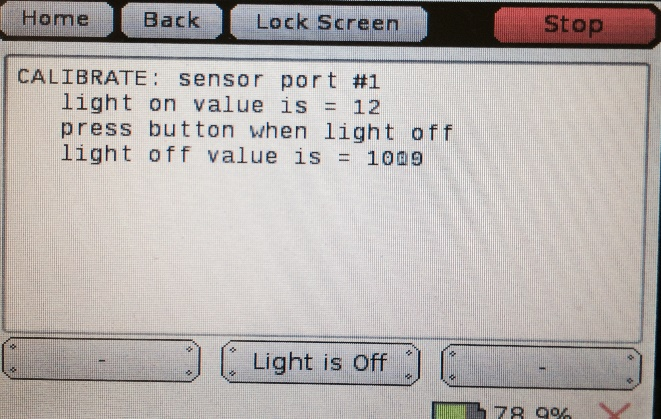 Home Back Lock Screen Stop
CALIBRATE: sensor port #1
light on value is = 12
press button when light off
light off value is =
- Light is Off -
78.9%